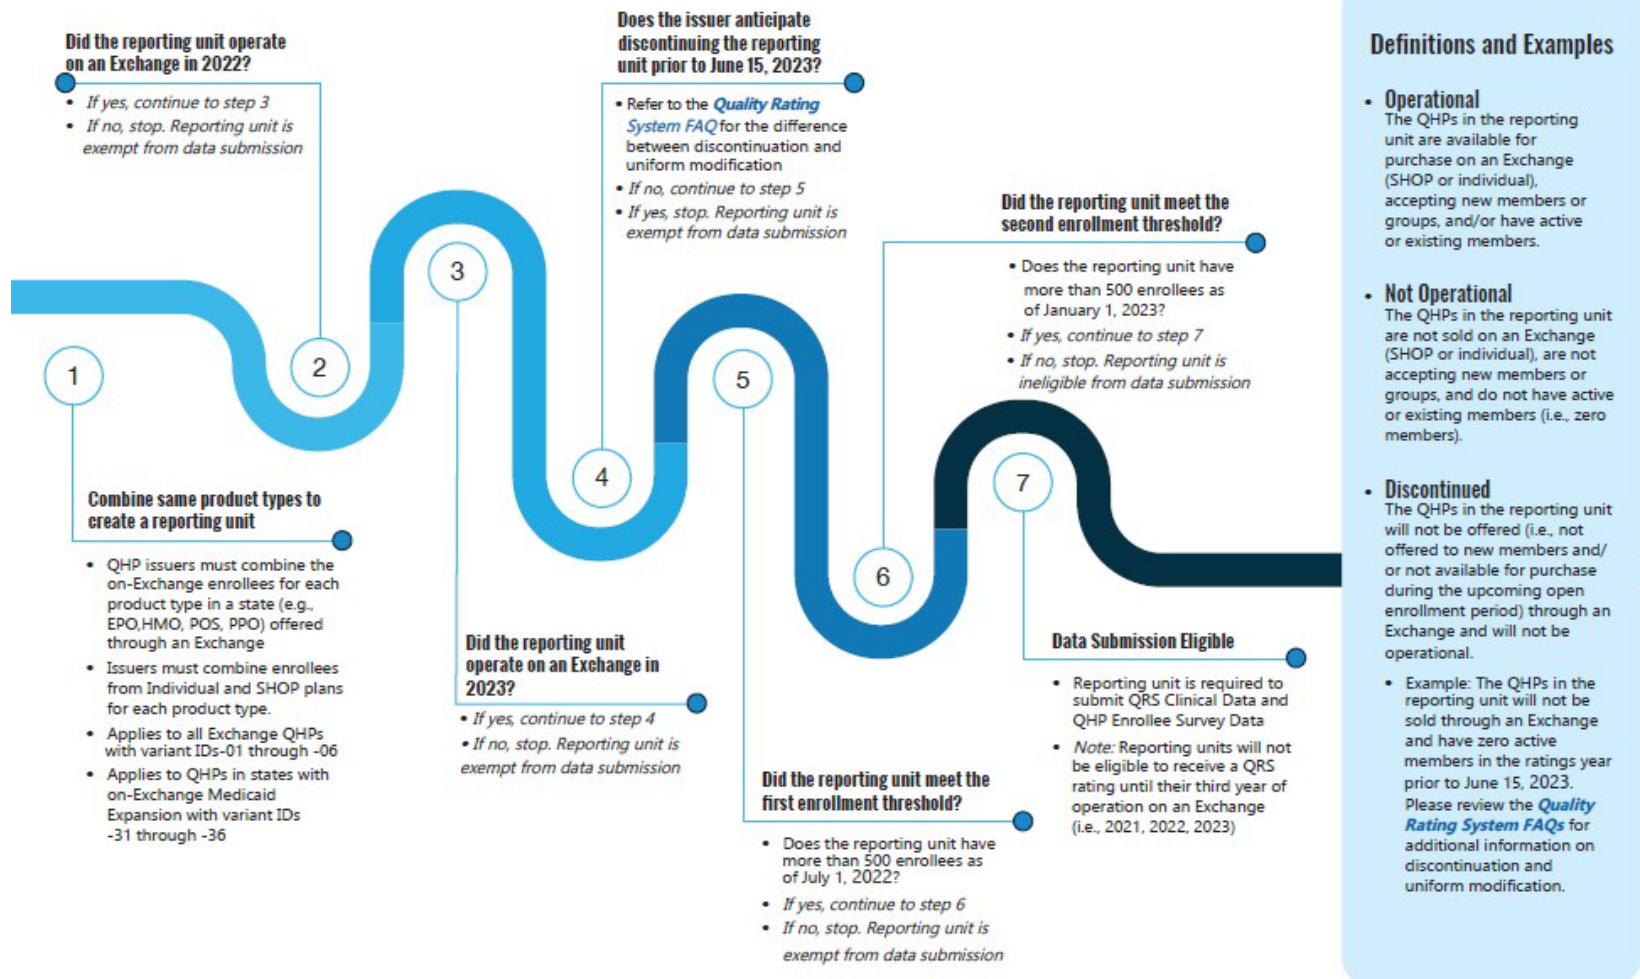 1
Combine same product types to
create a reporting unit
• QHP issuers must combine the
on-Exchange enrollees for each
product type in a state (e.g.,
EPO,HMO, POS, PPO) offered
through an Exchange
• Issuers must combine enrollees
from Individual and SHOP plans
for each product type.
• Applies to all Exchange QHPs
with variant IDs-01 through -06
• Applies to QHPs in states with
on-Exchange Medicaid
Expansion with variant IDs
-31 through -36
2
Did the reporting unit operate
on an Exchange in 2022?
• If yes, continue to step 3
• If no, stop. Reporting unit is
exempt from data submission
3
Did the reporting unit
operate on an Exchange in
2023?
• If yes, continue to step 4
• If no, stop. Reporting unit is
exempt from data submission
4
Does the issuer anticipate
discontinuing the reporting
unit prior to June 15, 2023?
• Refer to the Quality Rating
System FAQ for the difference
between discontinuation and
uniform modification
• If no, continue to step 5
• If yes, stop. Reporting unit is
exempt from data submission
5
Did the reporting unit meet the
first enrollment threshold?
• Does the reporting unit have
more than 500 enrollees as
of July 1, 2022?
• If yes, continue to step 6
• If no, stop. Reporting unit is
exempt from data submission
6
Did the reporting unit meet the
second enrollment threshold?
• Does the reporting unit have
more than 500 enrollees as
of January 1, 2023?
• If yes, continue to step 7
• If no, stop. Reporting unit is
ineligible from data submission
7
Data Submission Eligible
• Reporting unit is required to
submit QRS Clinical Data and
QHP Enrollee Survey Data
• Note: Reporting units will not
be eligible to receive a QRS
rating until their third year of
operation on an Exchange
(i.e., 2021, 2022, 2023)
Definitions and Examples
• Operational
The QHPs in the reporting
unit are available for
purchase on an Exchange
(SHOP or individual),
accepting new members or
groups, and/or have active
or existing members.
• Not Operational
The QHPs in the reporting unit
are not sold on an Exchange
(SHOP or individual), are not
accepting new members or
groups, and do not have active
or existing members (i.e., zero
members).
• Discontinued
The QHPs in the reporting unit
will not be offered (i.e., not
offered to new members and/
or not available for purchase
during the upcoming open
enrollment period) through an
Exchange and will not be
operational.
• Example: The QHPs in the
reporting unit will not be
sold through an Exchange
and have zero active
members in the ratings year
prior to June 15, 2023.
Please review the Quality
Rating System FAQs for
additional information on
discontinuation and
uniform modification.